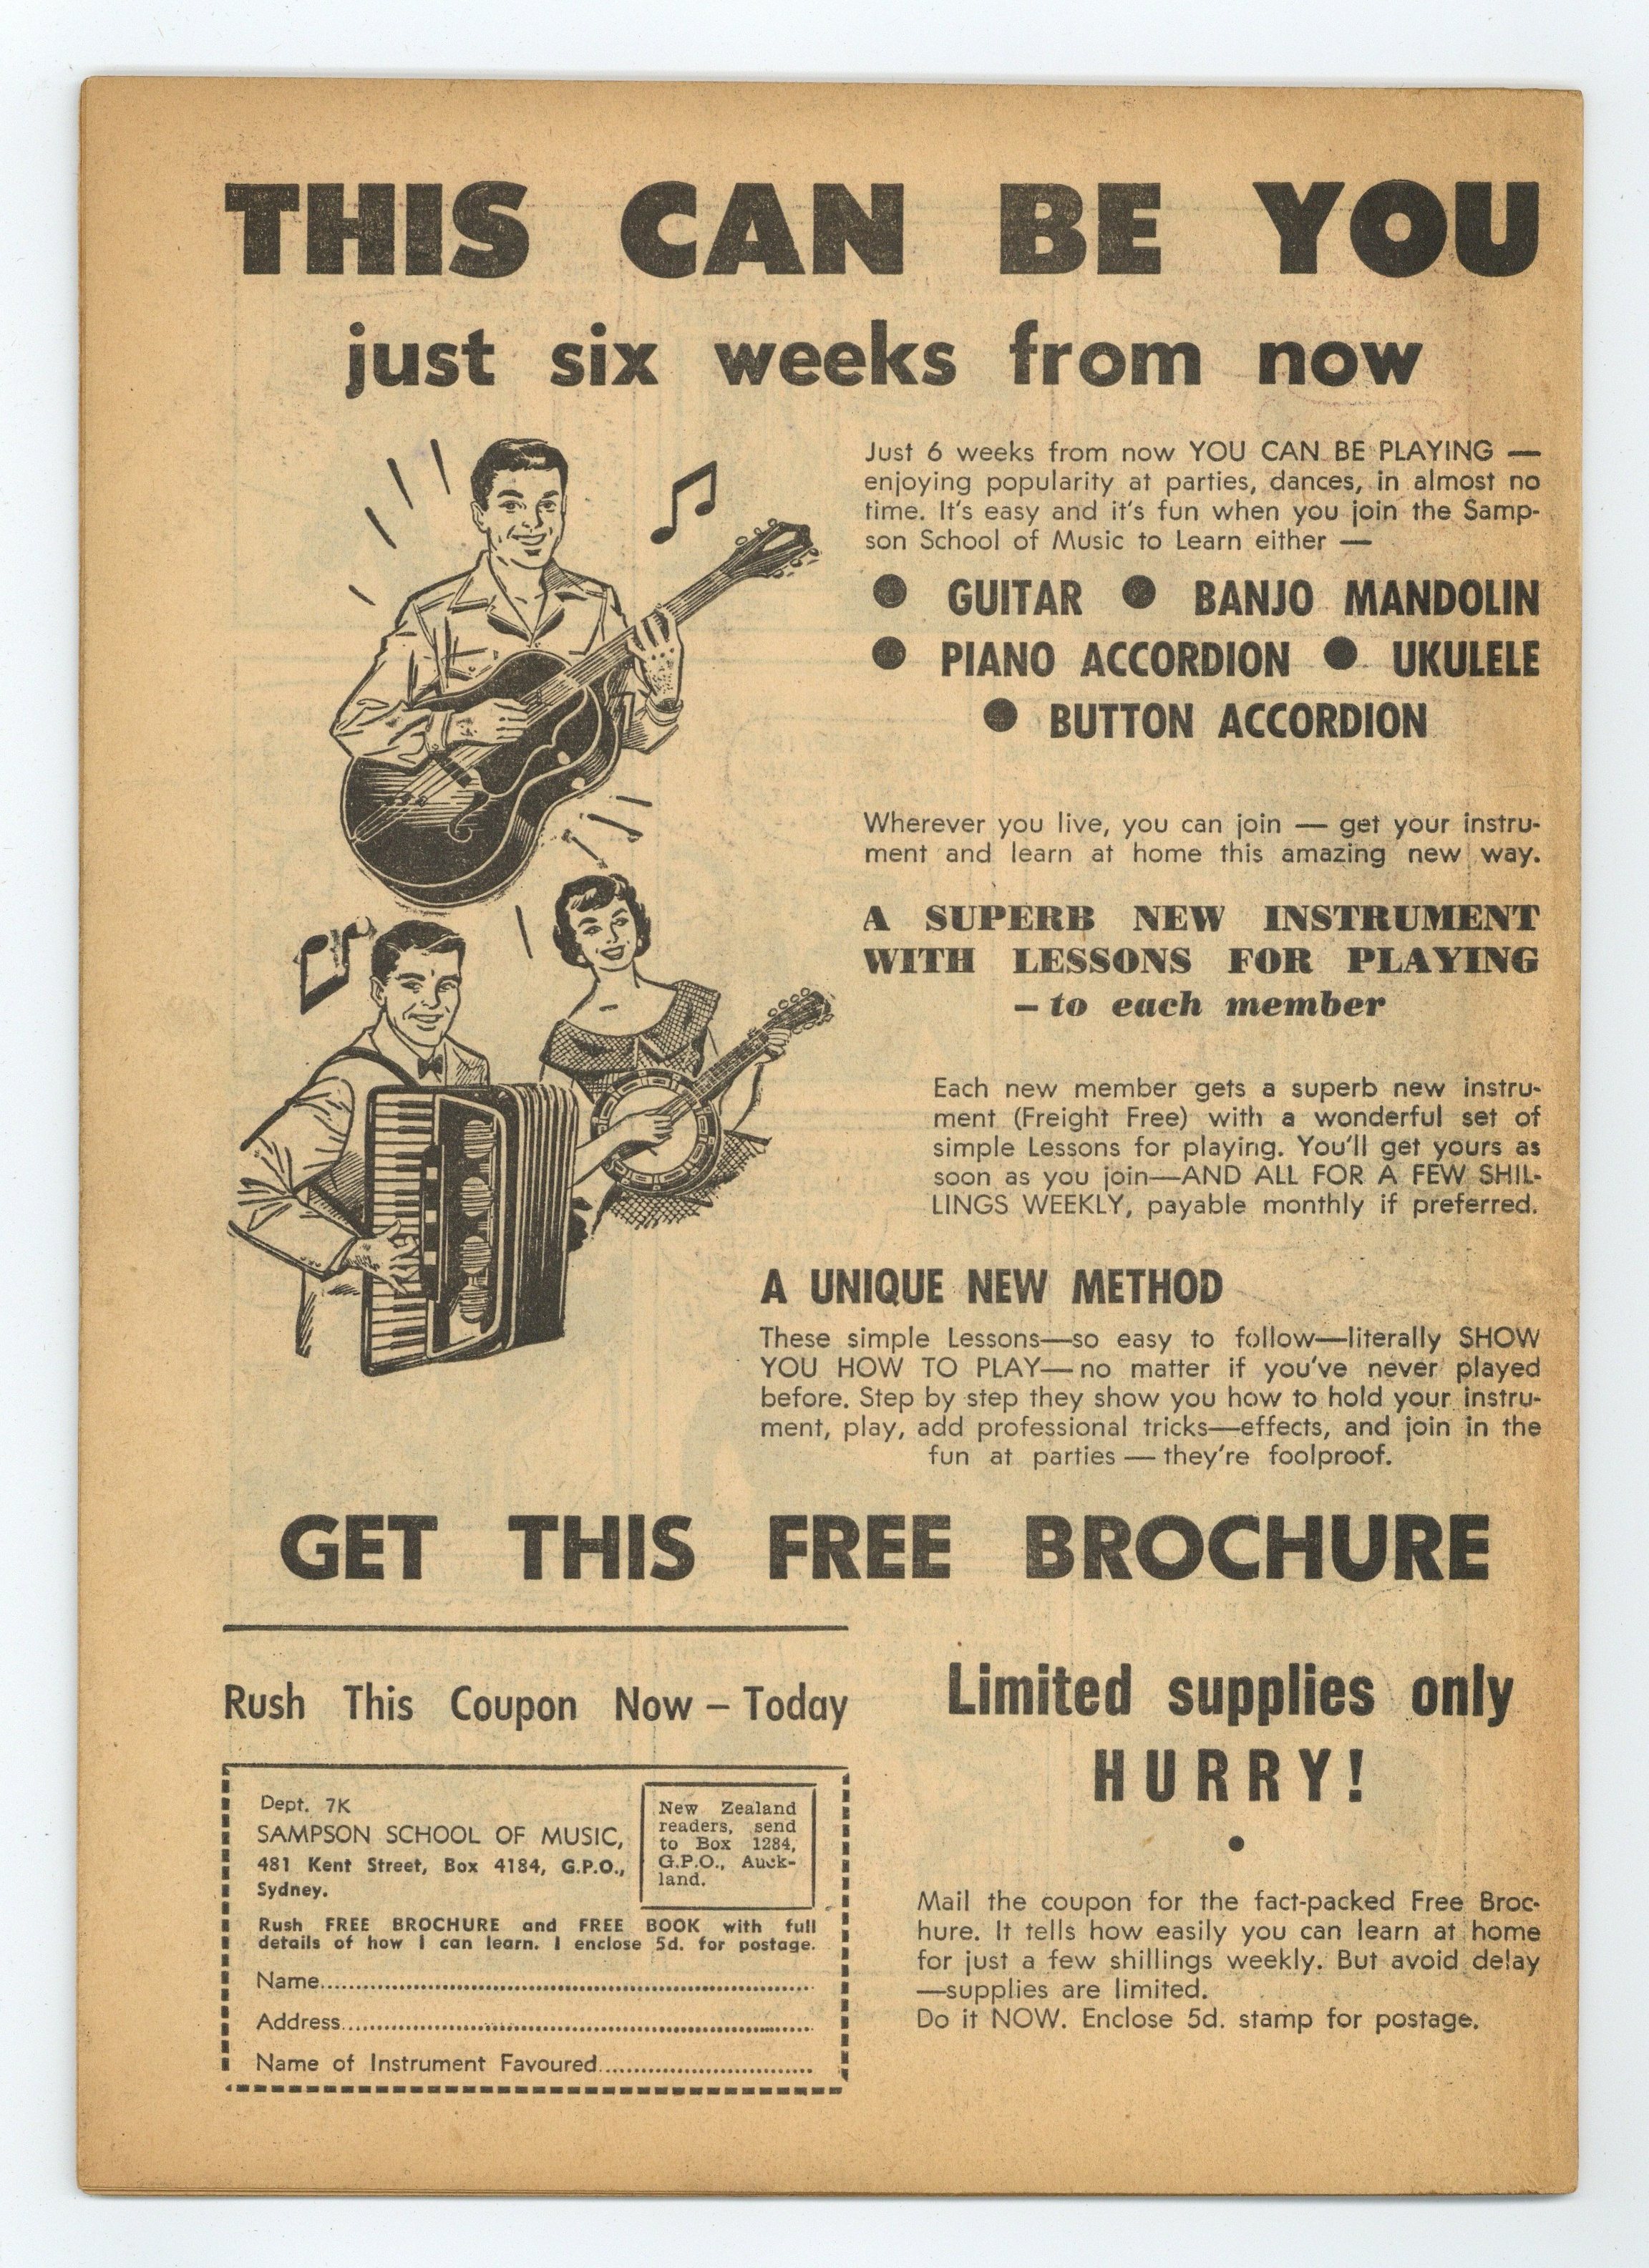 THIS CAN BE YOU
just six weeks from now
Just 6 weeks from now YOU CAN BE PLAYING —
enjoying popularity at parties, dances, in almost no
time. It's easy and it's fun when you join the Samp-
son School of Music to Learn either —
● GUITAR ● BANJO MANDOLIN
● PIANO ACCORDION ● UKULELE
● BUTTON ACCORDION
Wherever you live, you can join — get your instru-
ment and learn at home this amazing new way.
A SUPERB NEW INSTRUMENT
WITH LESSONS FOR PLAYING
– to each member
Each new member gets a superb new instru-
ment (Freight Free) with a wonderful set of
simple Lessons for playing. You'll get yours as
soon as you join—AND ALL FOR A FEW SHIL-
LINGS WEEKLY, payable monthly if preferred.
A UNIQUE NEW METHOD
These simple Lessons—so easy to follow—literally SHOW
YOU HOW TO PLAY—no matter if you've never played
before. Step by step they show you how to hold your instru-
ment, play, add professional tricks—effects, and join in the
fun at parties — they're foolproof.
GET THIS FREE BROCHURE
Rush This Coupon Now – Today
Dept. 7K
SAMPSON SCHOOL OF MUSIC,
481 Kent Street, Box 4184, G.P.O.,
Sydney.
New Zealand
readers, send
to Box 1284,
G.P.O., Auck-
land.
Rush FREE BROCHURE and FREE BOOK with full
details of how I can learn. I enclose 5d. for postage.
Name
Address
Name of Instrument Favoured
Limited supplies only
HURRY!
●
Mail the coupon for the fact-packed Free Broc-
hure. It tells how easily you can learn at home
for just a few shillings weekly. But avoid delay
—supplies are limited.
Do it NOW. Enclose 5d. stamp for postage.